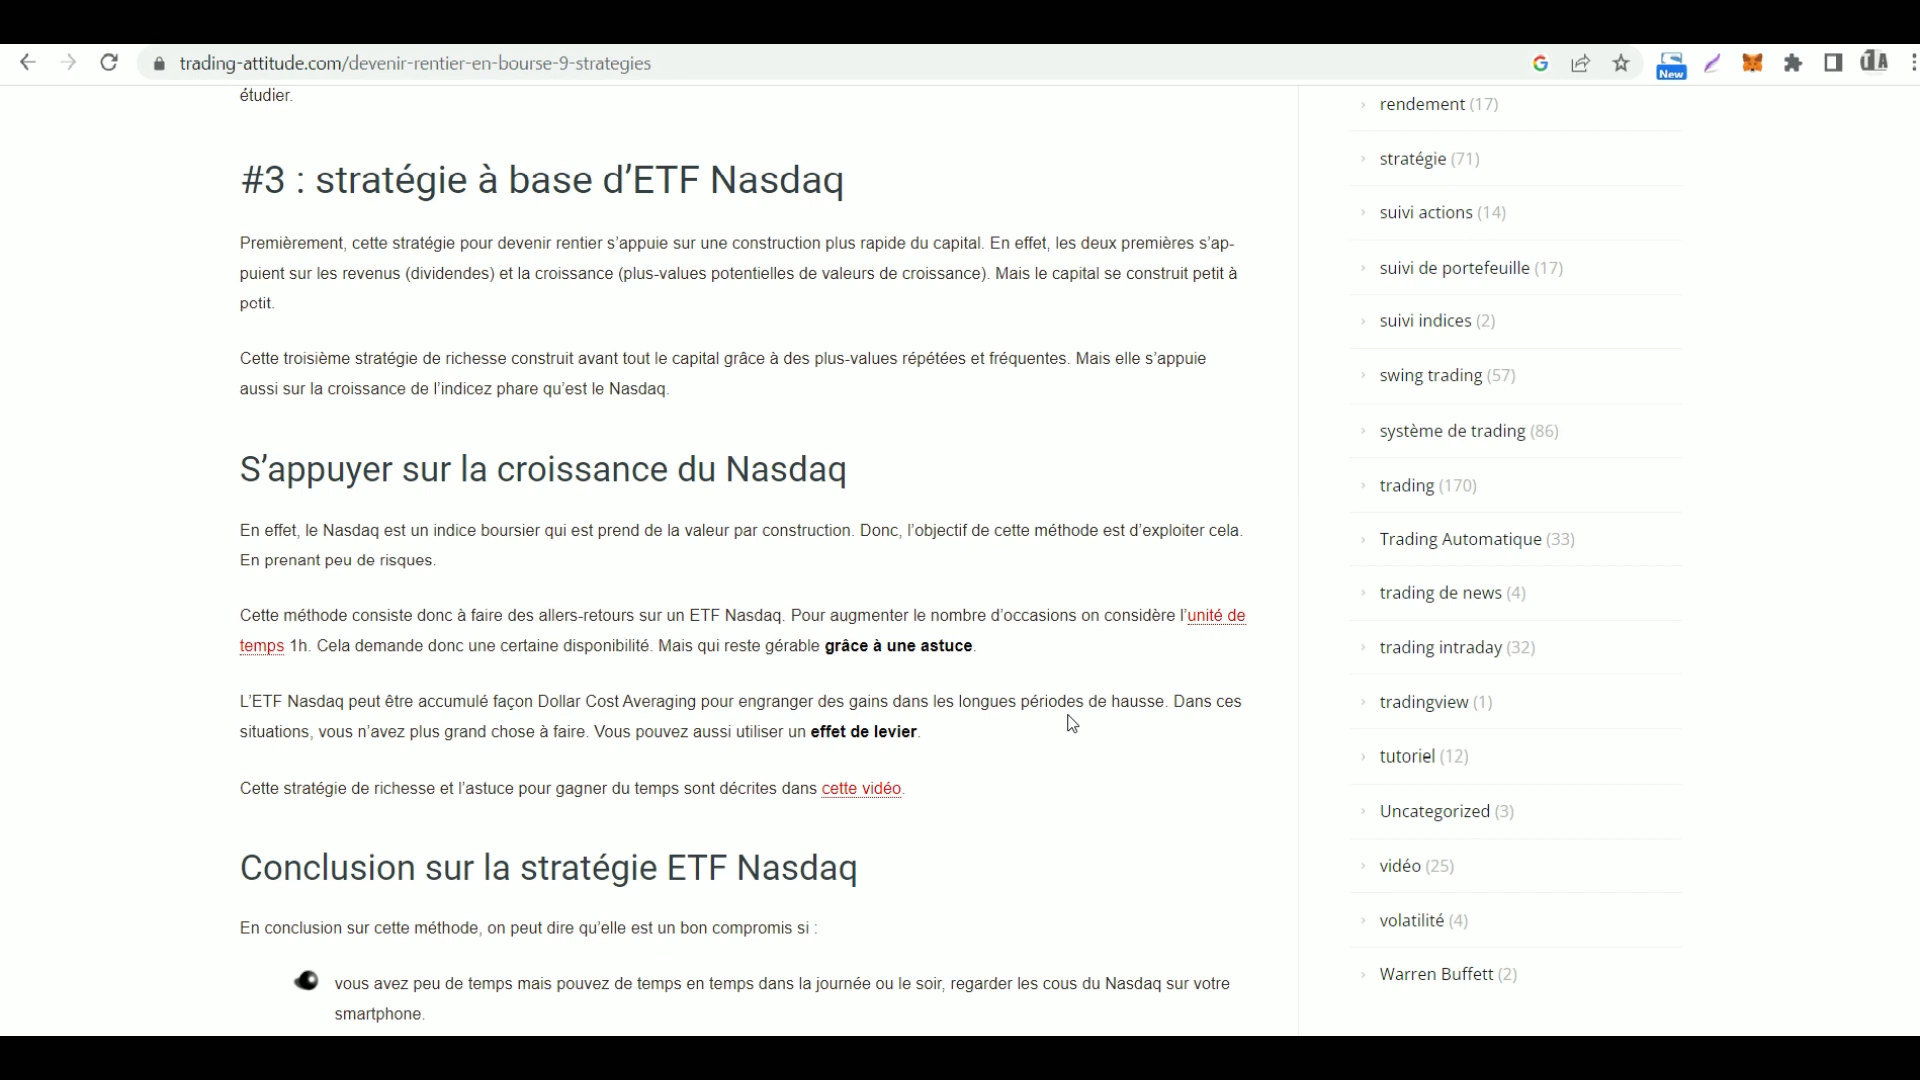 trading-attitude.com/devenir-rentier-en-bourse-9-strategies
New
étudier.
#3 : stratégie à base d’ETF Nasdaq
Premièrement, cette stratégie pour devenir rentier s’appuie sur une construction plus rapide du capital. En effet, les deux premières s’ap-
puient sur les revenus (dividendes) et la croissance (plus-values potentielles de valeurs de croissance). Mais le capital se construit petit à
potit.
Cette troisième stratégie de richesse construit avant tout le capital grâce à des plus-values répétées et fréquentes. Mais elle s’appuie
aussi sur la croissance de l’indicez phare qu’est le Nasdaq.
S’appuyer sur la croissance du Nasdaq
En effet, le Nasdaq est un indice boursier qui est prend de la valeur par construction. Donc, l’objectif de cette méthode est d’exploiter cela.
En prenant peu de risques.
Cette méthode consiste donc à faire des allers-retours sur un ETF Nasdaq. Pour augmenter le nombre d’occasions on considère l’unité de
temps 1h. Cela demande donc une certaine disponibilité. Mais qui reste gérable grâce à une astuce.
L’ETF Nasdaq peut être accumulé façon Dollar Cost Averaging pour engranger des gains dans les longues périodes de hausse. Dans ces
situations, vous n’avez plus grand chose à faire. Vous pouvez aussi utiliser un effet de levier.
Cette stratégie de richesse et l’astuce pour gagner du temps sont décrites dans cette vidéo.
Conclusion sur la stratégie ETF Nasdaq
En conclusion sur cette méthode, on peut dire qu’elle est un bon compromis si :
vous avez peu de temps mais pouvez de temps en temps dans la journée ou le soir, regarder les cous du Nasdaq sur votre
smartphone.
rendement (17)
stratégie (71)
suivi actions (14)
suivi de portefeuille (17)
suivi indices (2)
swing trading (57)
système de trading (86)
trading (170)
Trading Automatique (33)
trading de news (4)
trading intraday (32)
tradingview (1)
tutoriel (12)
Uncategorized (3)
vidéo (25)
volatilité (4)
Warren Buffett (2)